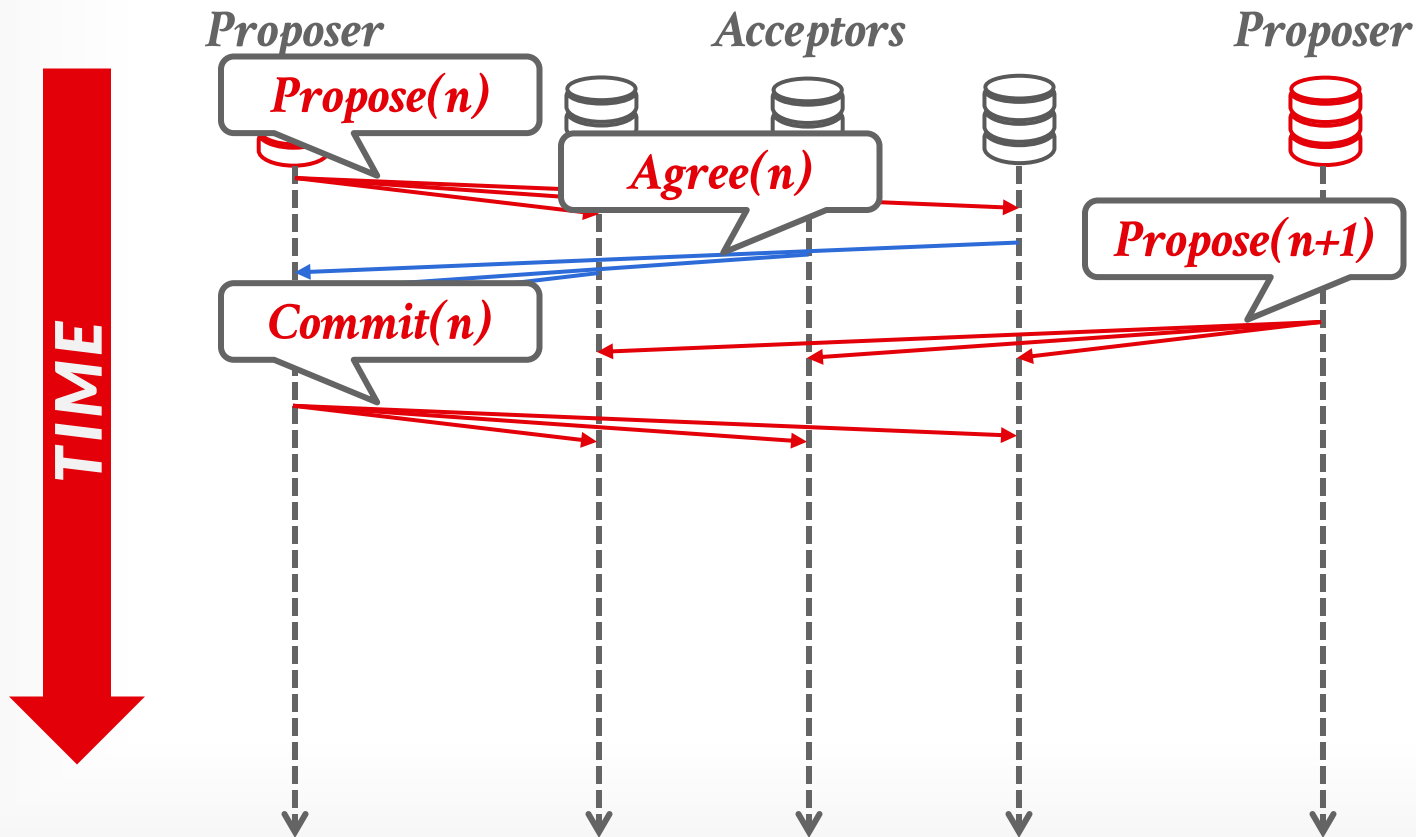 Proposer
Acceptors
Proposer
Propose(n)
Agree(n)
Propose(n+1)
Commit(n)
TIME